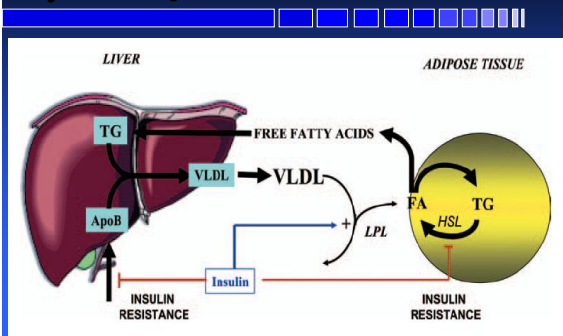 LIVER
ADIPOSE TISSUE
TG
FREE FATTY ACIDS
VLDL
VLDL
FA
TG
HSL
ApoB
+
LPL
Insulin
INSULIN
RESISTANCE
INSULIN
RESISTANCE